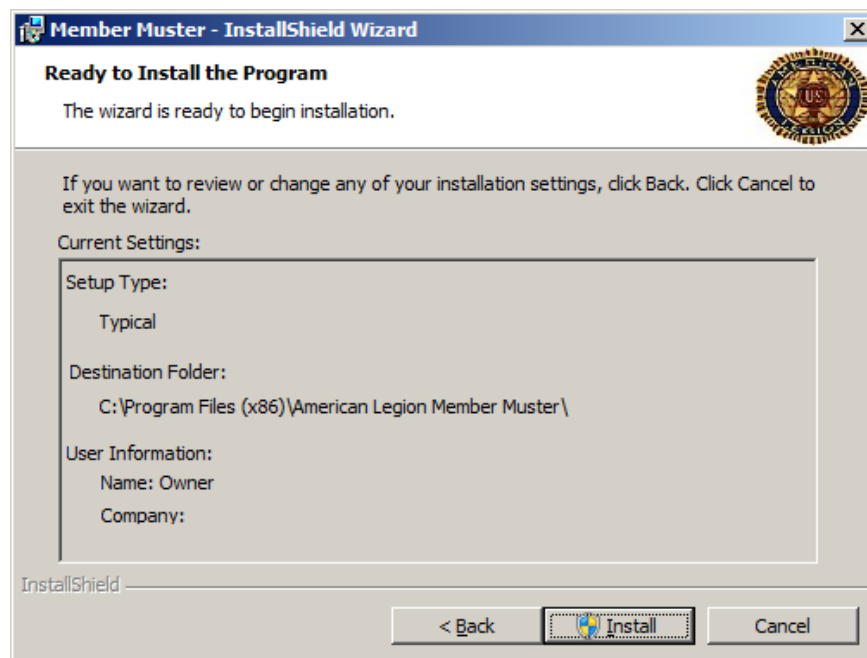 Member Muster - InstallShield Wizard
Ready to Install the Program
The wizard is ready to begin installation.
AMERICAN
US
LEGION
If you want to review or change any of your installation settings, click Back. Click Cancel to
exit the wizard.
Current Settings:
Setup Type:
Typical
Destination Folder:
C:\Program Files (x86)\American Legion Member Muster\
User Information:
Name: Owner
Company:
InstallShield
< Back
Install
Cancel